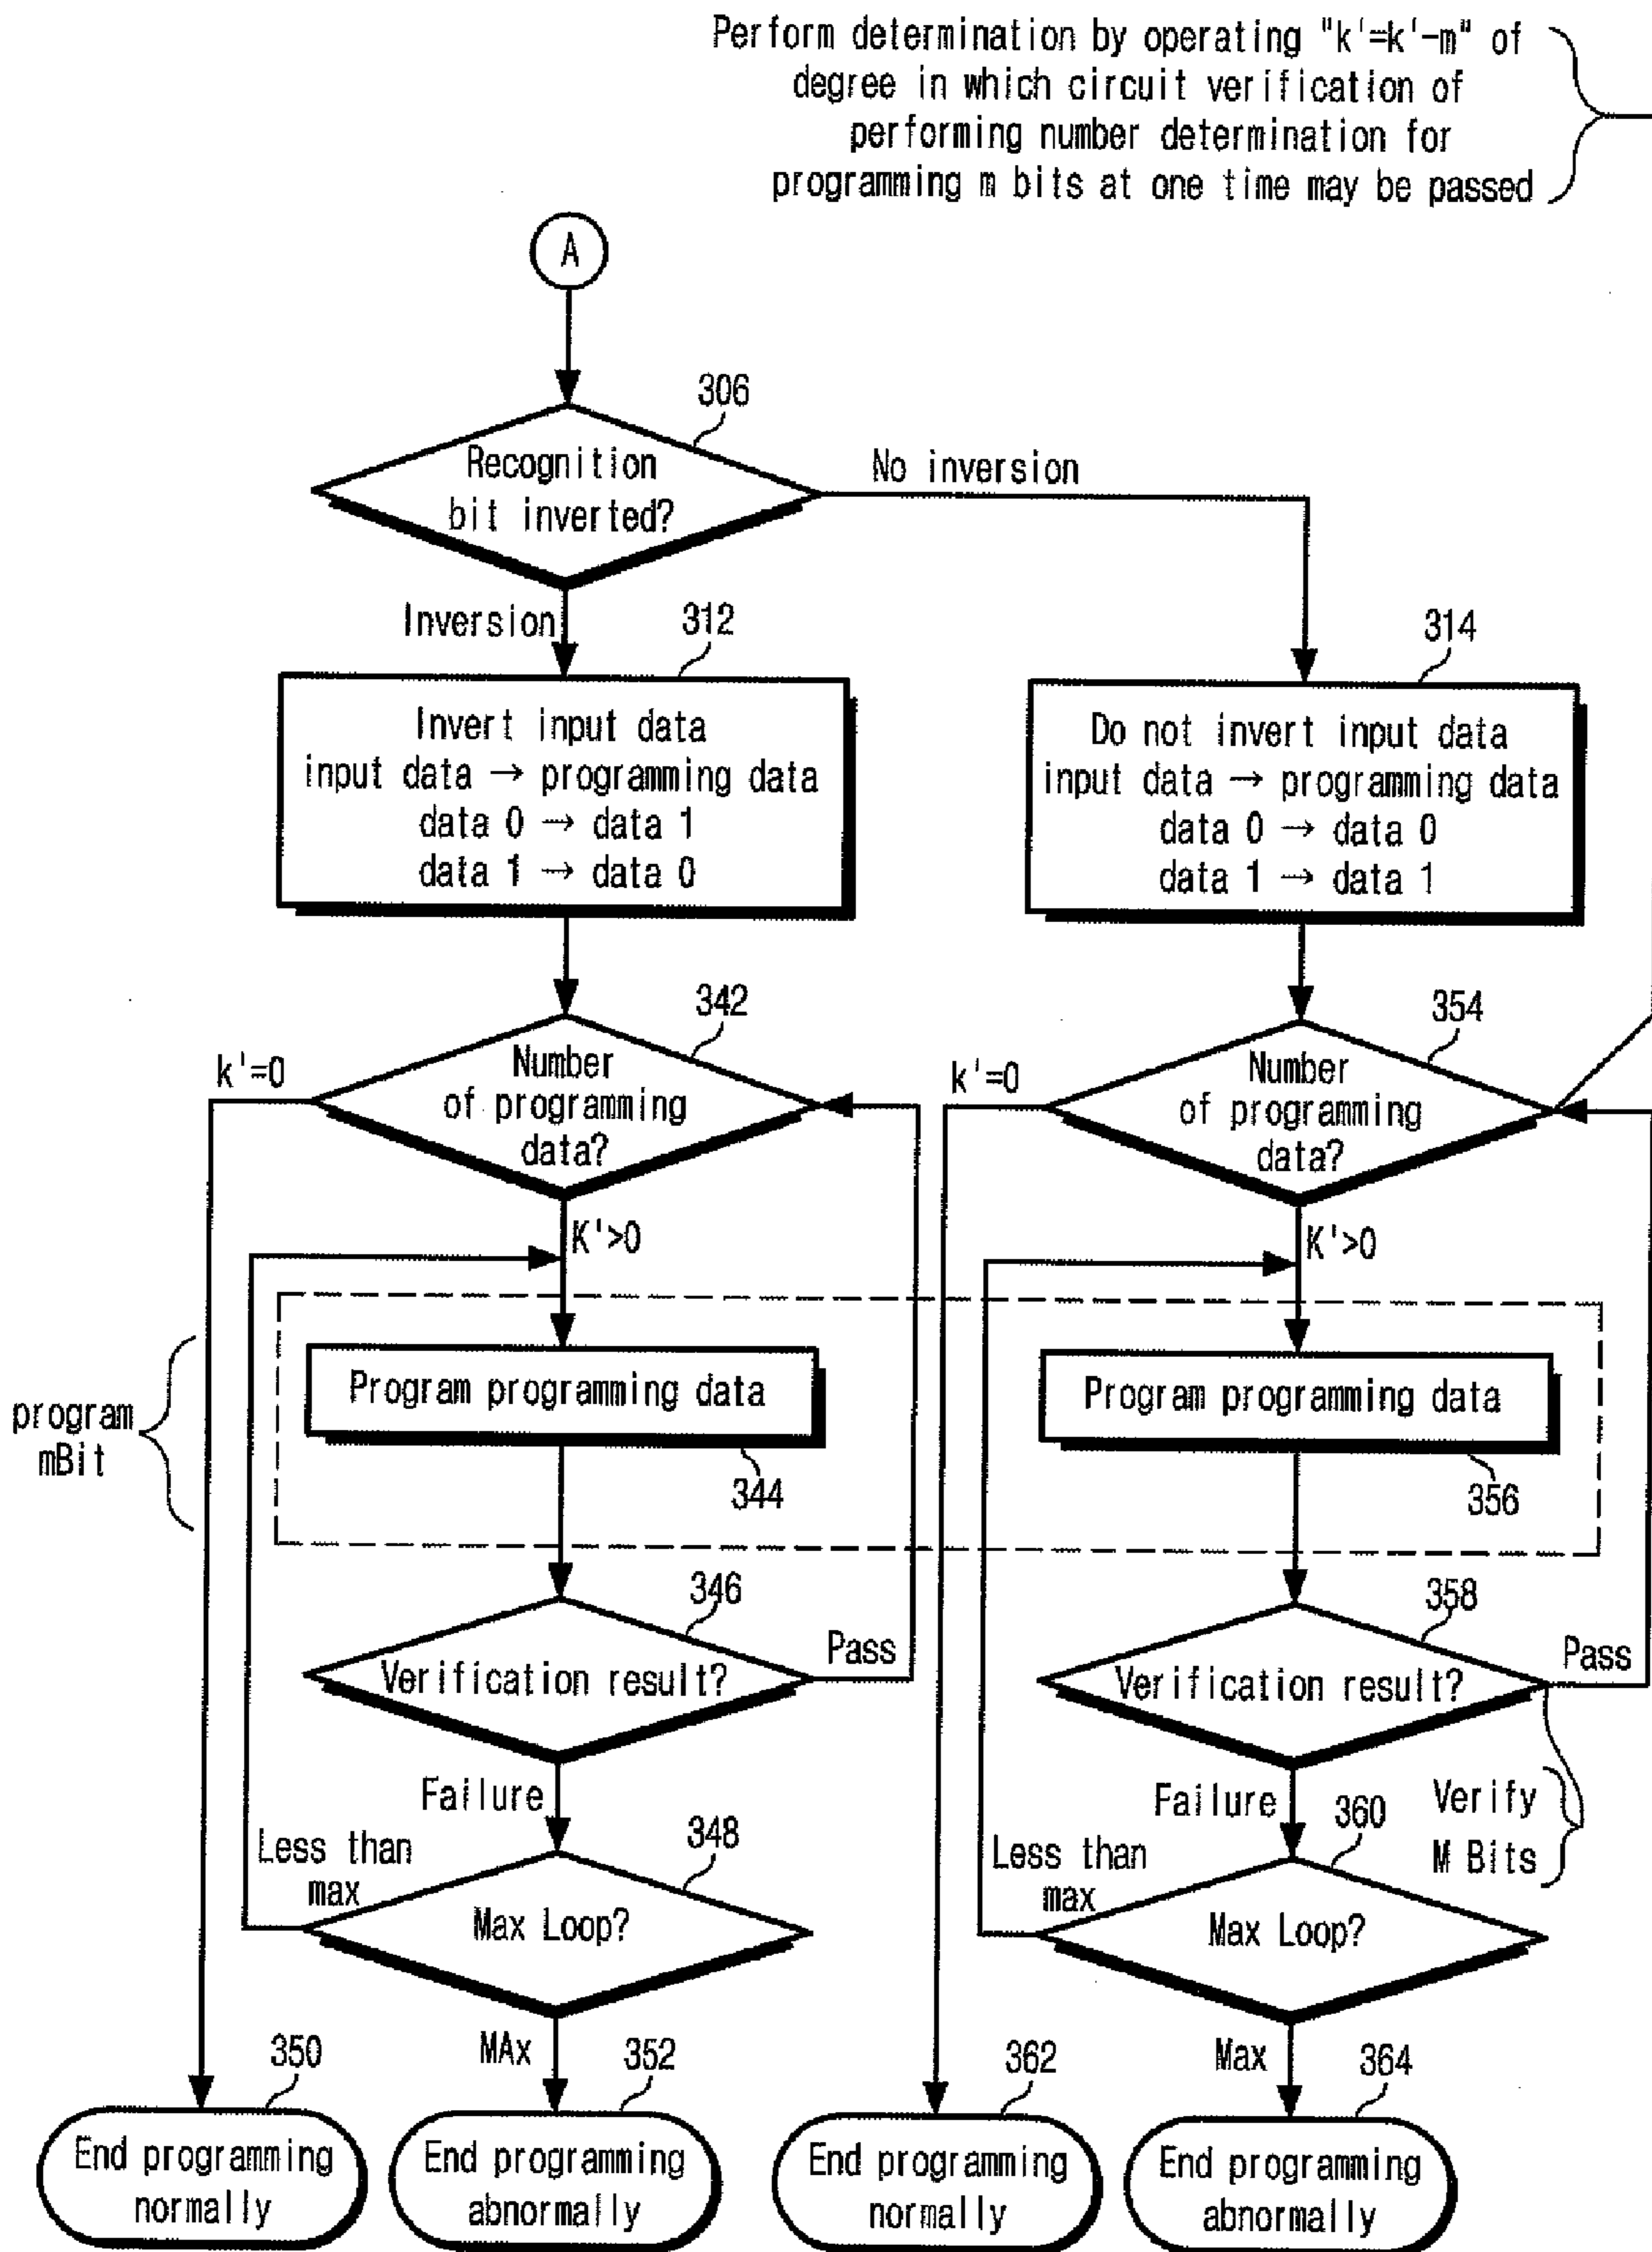 Perform determination by operating "k'=k'-m" of
degree in which circuit verification of
performing number determination for
programming m bits at one time may be passed
A
306
Recognition
bit inverted?
No inversion
Inversion
312
314
Invert input data
input data → programming data
data 0 → data 1
data 1 → data 0
Do not invert input data
input data → programming data
data 0 → data 0
data 1 → data 1
342
354
k'=0
Number
of programming
data?
k'=0
Number
of programming
data?
K'>0
K'>0
program
mBit
Program programming data
344
Program programming data
356
346
358
Verification result?
Pass
Verification result?
Pass
Failure
Failure
Verify
M Bits
348
360
Less than
max
Max Loop?
Less than
max
Max Loop?
MAx
Max
350
352
362
364
End programming
normally
End programming
abnormally
End programming
normally
End programming
abnormally